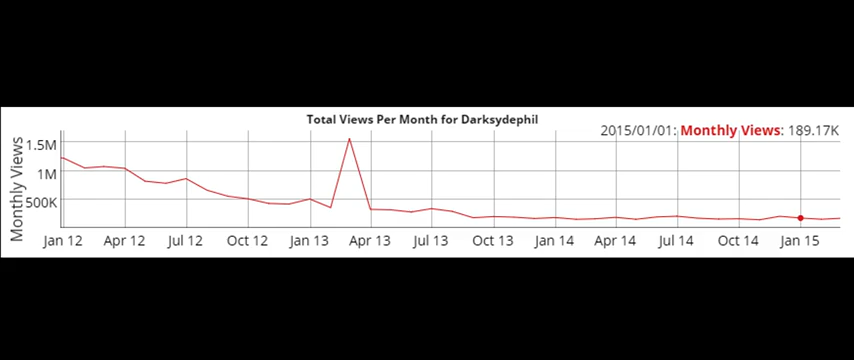 Total Views Per Month for Darksydephil
2015/01/01: Monthly Views: 189.17K
Monthly Views
1.5M
1M
500K
Jan 12 Apr 12 Jul 12 Oct 12 Jan 13 Apr 13 Jul 13 Oct 13 Jan 14 Apr 14 Jul 14 Oct 14 Jan 15